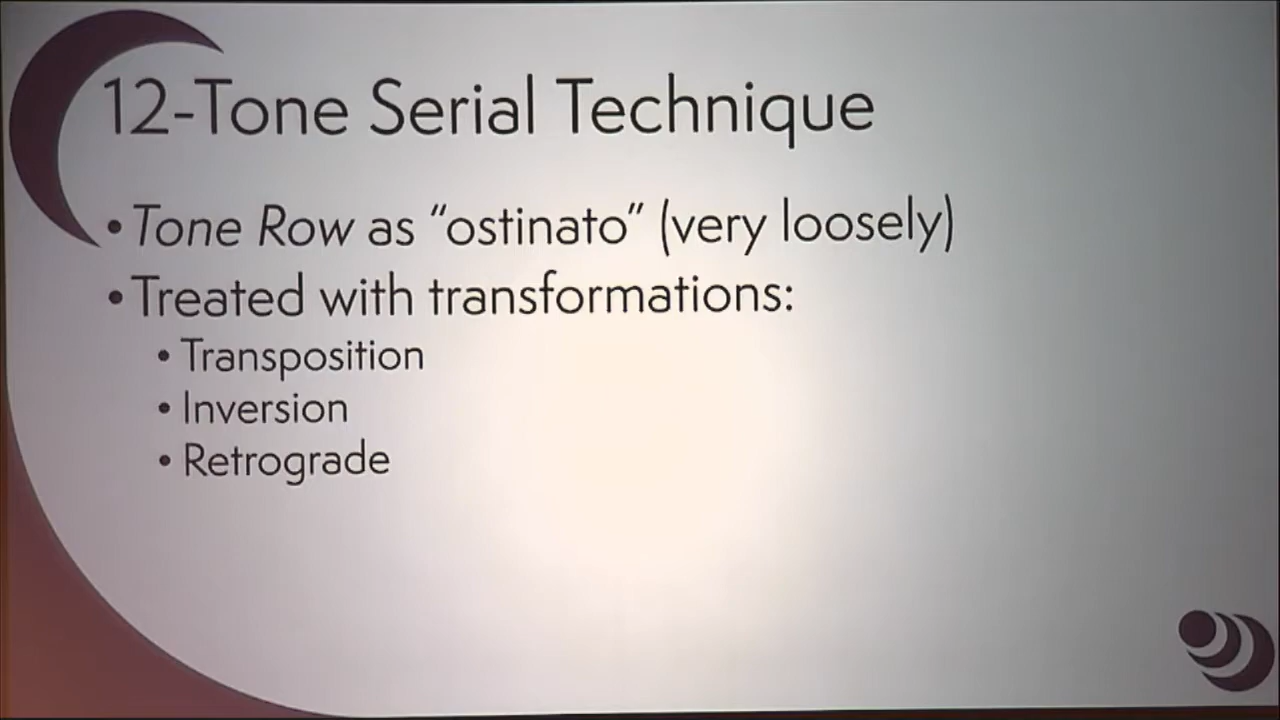 12-Tone Serial Technique
• Tone Row as “ostinato” (very loosely)
• Treated with transformations:
• Transposition
• Inversion
• Retrograde